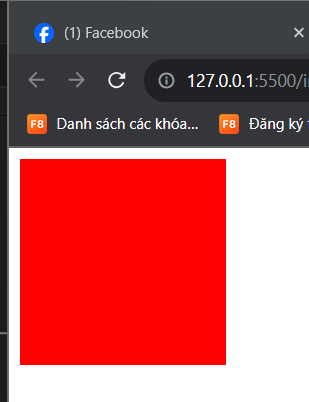 (1) Facebook
127.0.0.1:5500/i
F8 Danh sách các khóa... F8 Đăng ký